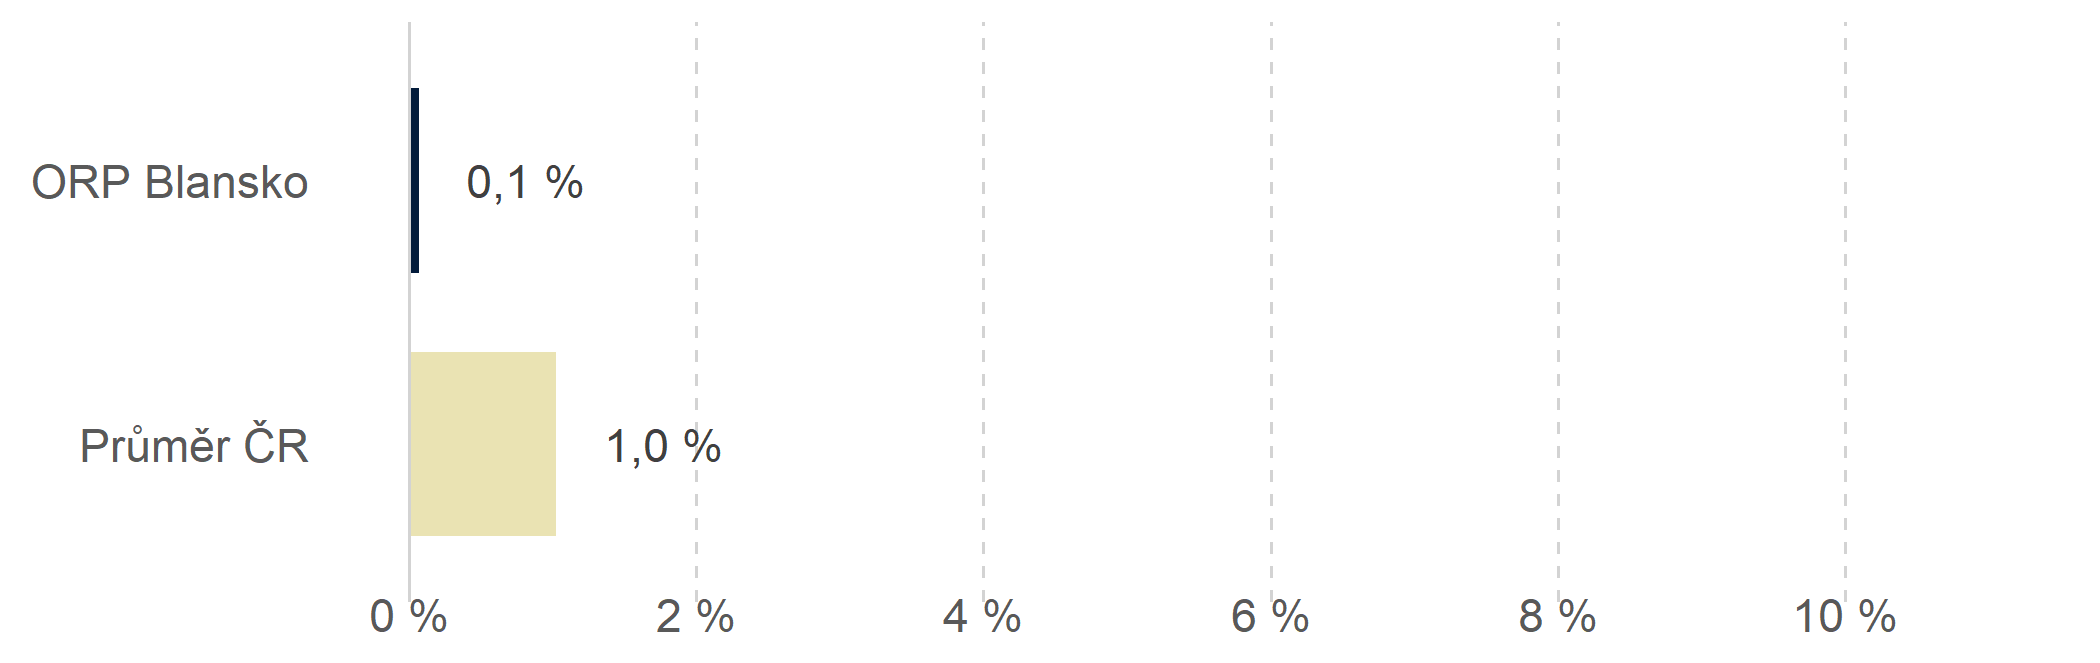 ORP Blansko 0,1 %
Průměr ČR 1,0 %
0 % 2 % 4 % 6 % 8 % 10 %